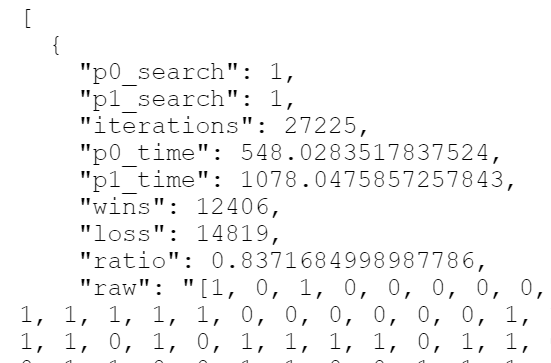 [
{
"p0_search": 1,
"p1_search": 1,
"iterations": 27225,
"p0_time": 548.0283517837524,
"p1_time": 1078.0475857257843,
"wins": 12406,
"loss": 14819,
"ratio": 0.8371684998987786,
"raw": "[1, 0, 1, 0, 0, 0, 0, 0,
1, 1, 1, 1, 1, 0, 0, 0, 0, 0, 0, 1,
1, 1, 0, 1, 0, 1, 1, 1, 1, 0, 1, 1,